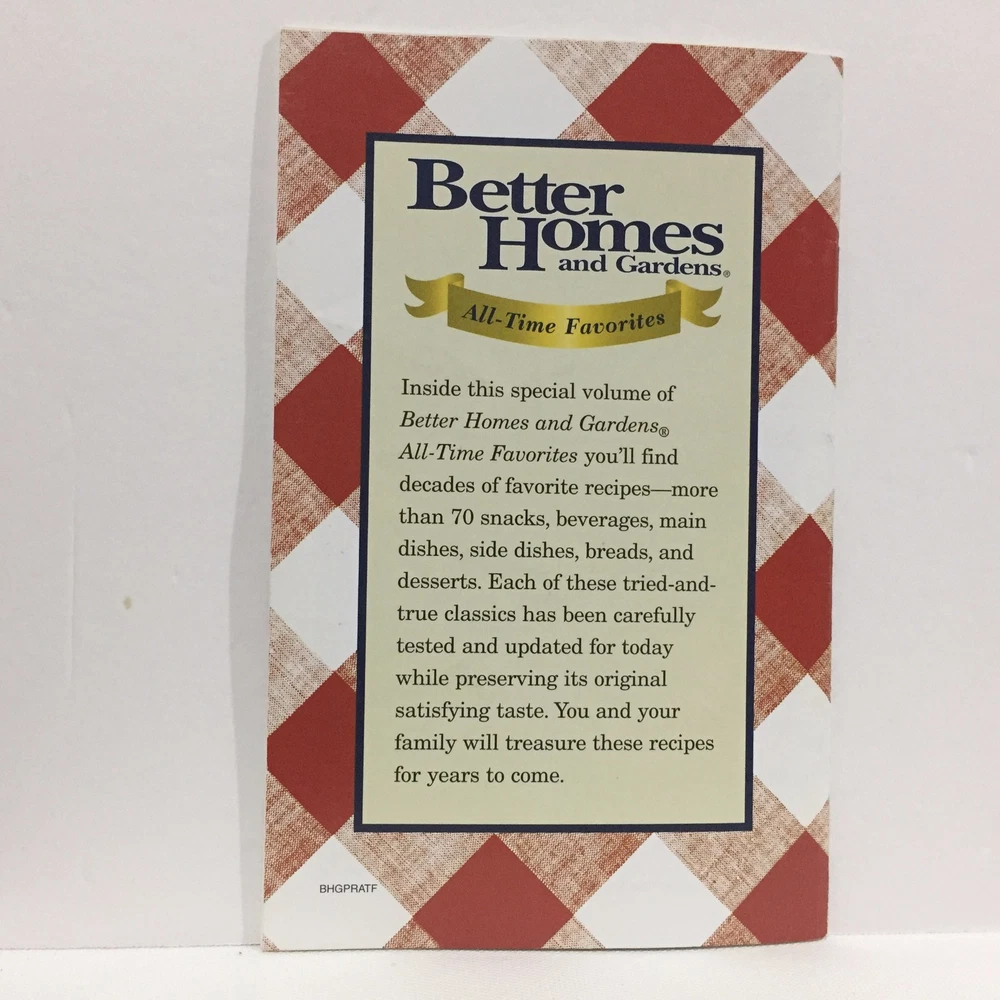 Better
Homes
and Gardens®
All-Time Favorites
Inside this special volume of
Better Homes and Gardens®
All-Time Favorites you'll find
decades of favorite recipes—more
than 70 snacks, beverages, main
dishes, side dishes, breads, and
desserts. Each of these tried-and-
true classics has been carefully
tested and updated for today
while preserving its original
satisfying taste. You and your
family will treasure these recipes
for years to come.
BHGPRATF